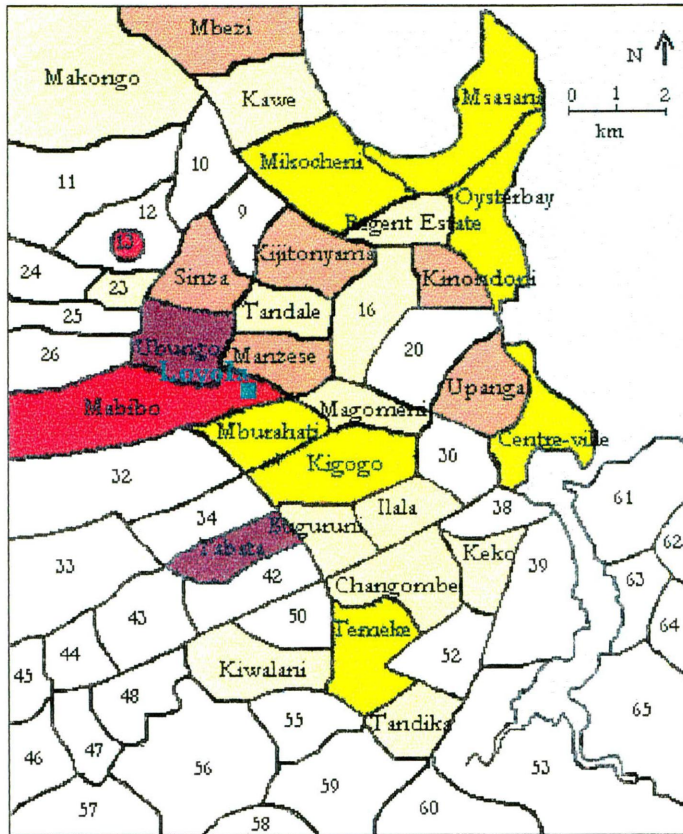 Mbezi
Makongo
N
Kawe
Msasani
0 1 2
km
10
11
Mikocheni
12
9
Oysterbay
Regent Estate
13
Kijitonyama
24
Sinza
Kinondoni
23
16
25
Tandale
Ubungo
20
26
Manzese
Loyola
Upanga
Mabibo
Magomeni
Mburahati
Centre-ville
30
32
Kigogo
61
Ilala
38
34
Buguruni
62
Tabata
Keko
39
33
42
Changombe
63
43
50
Temeke
64
44
52
45
Kiwalani
48
65
55
Tandika
46
47
56
53
59
57
60
58